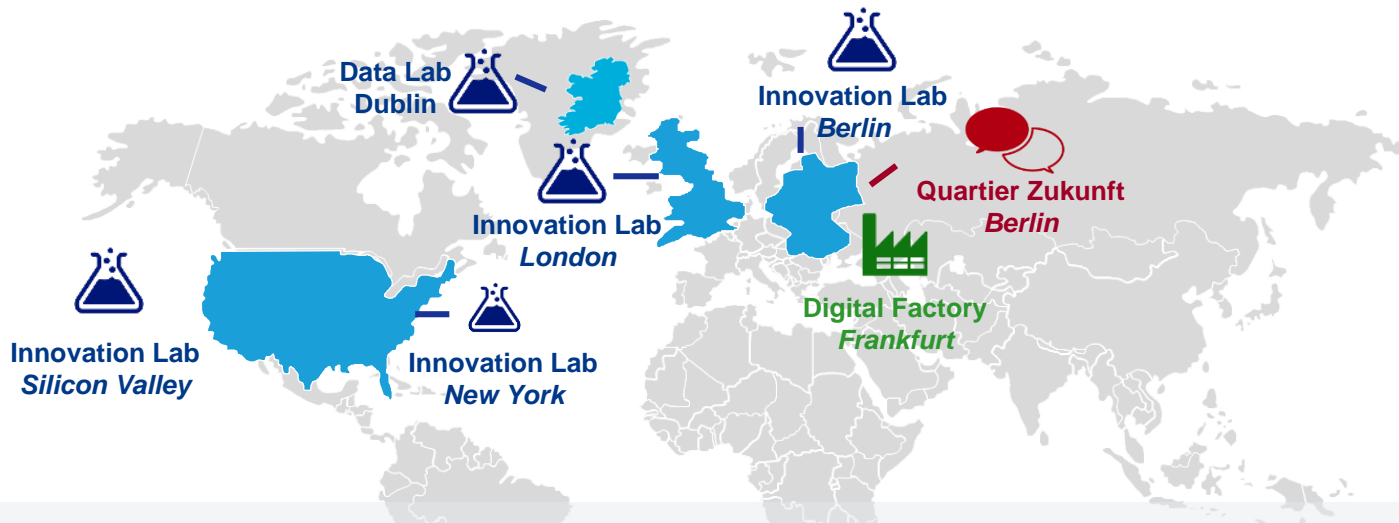 Data Lab
Dublin
Innovation Lab
Berlin
Quartier Zukunft
Berlin
Innovation Lab
London
Digital Factory
Frankfurt
Innovation Lab
Silicon Valley
Innovation Lab
New York